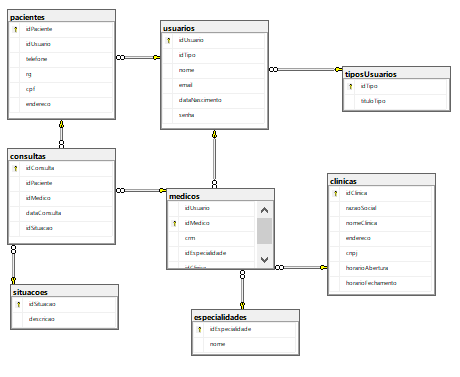 pacientes
idPaciente
idUsuario
telefone
rg
cpf
endereco
usuarios
idUsuario
idTipo
nome
email
dataNascimento
senha
tiposUsuarios
idTipo
tituloTipo
consultas
idConsulta
idPaciente
idMedico
dataConsulta
idSituacao
medicos
idUsuario
idMedico
crm
idEspecialidade
idClinica
clinicas
idClinica
razaoSocial
nomeClinica
endereco
cnpj
horarioAbertura
horarioFechamento
situacoes
idSituacao
descricao
especialidades
idEspecialidade
nome